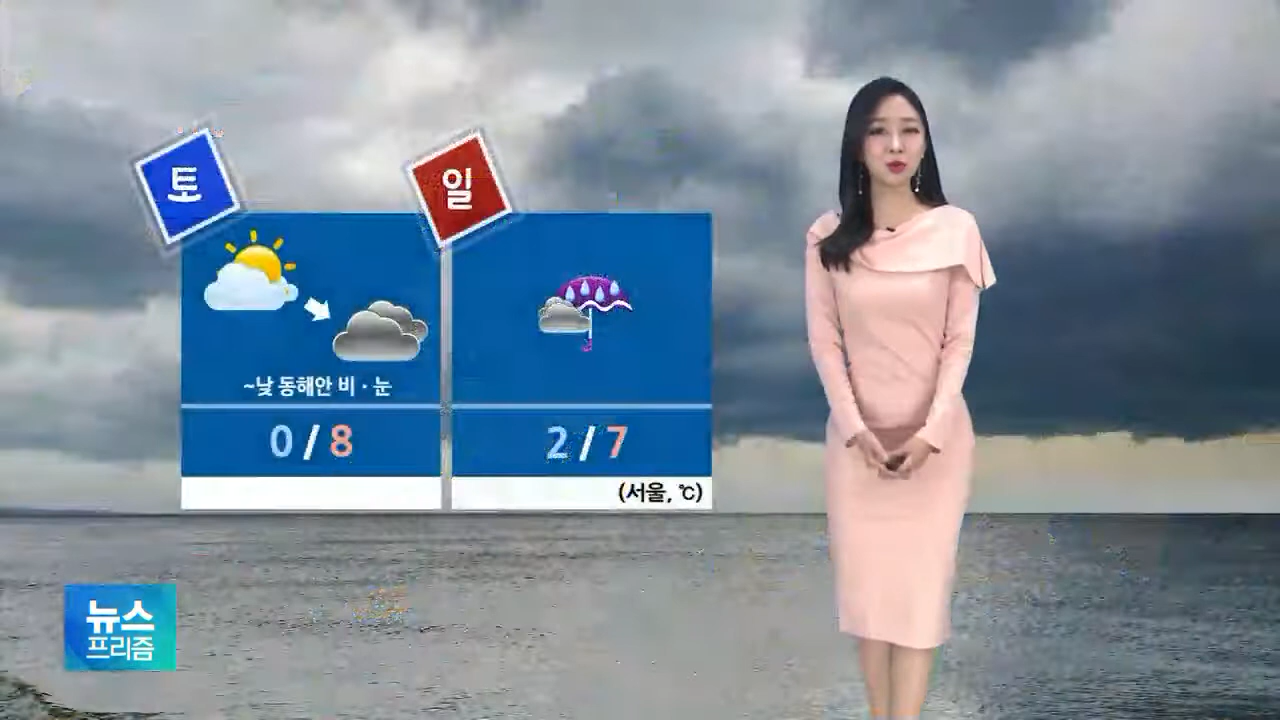 토
일
~낮 동해안 비·눈
0/8
2/7
(서울, ℃)
뉴스
프리즘